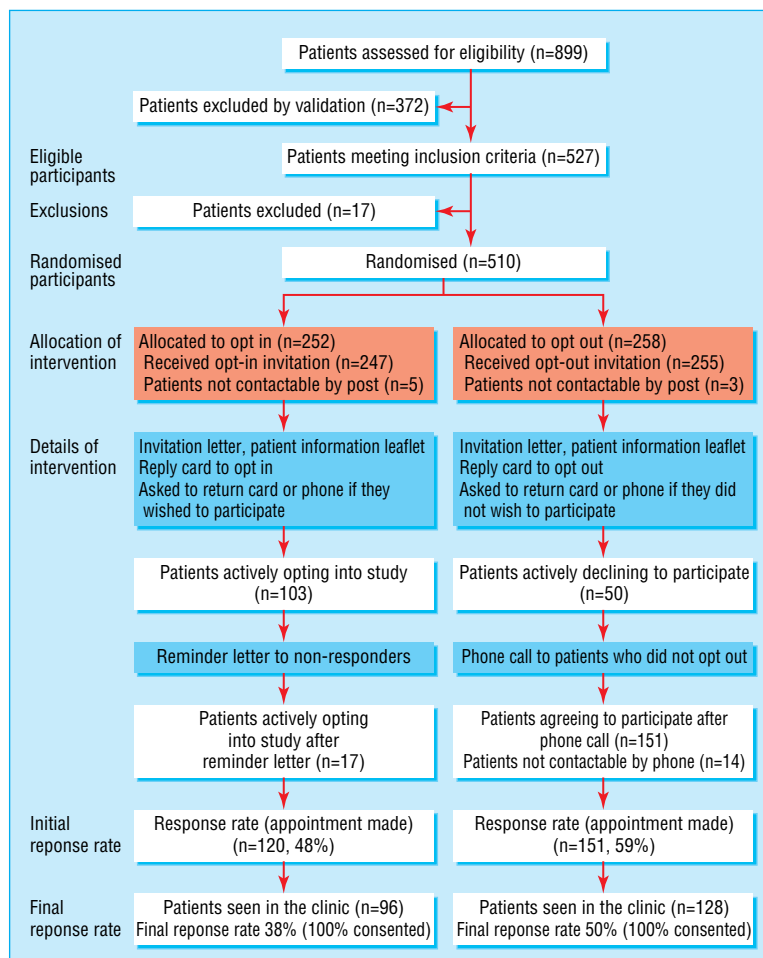 Patients assessed for eligibility (n=899)
Patients excluded by validation (n=372)
Eligible
participants
Patients meeting inclusion criteria (n=527)
Exclusions
Patients excluded (n=17)
Randomised
participants
Randomised (n=510)
Allocation of
intervention
Allocated to opt in (n=252)
Received opt-in invitation (n=247)
Patients not contactable by post (n=5)
Allocated to opt out (n=258)
Received opt-out invitation (n=255)
Patients not contactable by post (n=3)
Details of
intervention
Invitation letter, patient information leaflet
Reply card to opt in
Asked to return card or phone if they
wished to participate
Invitation letter, patient information leaflet
Reply card to opt out
Asked to return card or phone if they did
not wish to participate
Patients actively opting into study
(n=103)
Patients actively declining to participate
(n=50)
Reminder letter to non-responders
Phone call to patients who did not opt out
Patients actively opting
into study after
reminder letter (n=17)
Patients agreeing to participate after
phone call (n=151)
Patients not contactable by phone (n=14)
Initial
reponse rate
Response rate (appointment made)
(n=120, 48%)
Response rate (appointment made)
(n=151, 59%)
Final
reponse rate
Patients seen in the clinic (n=96)
Final reponse rate 38% (100% consented)
Patients seen in the clinic (n=128)
Final reponse rate 50% (100% consented)